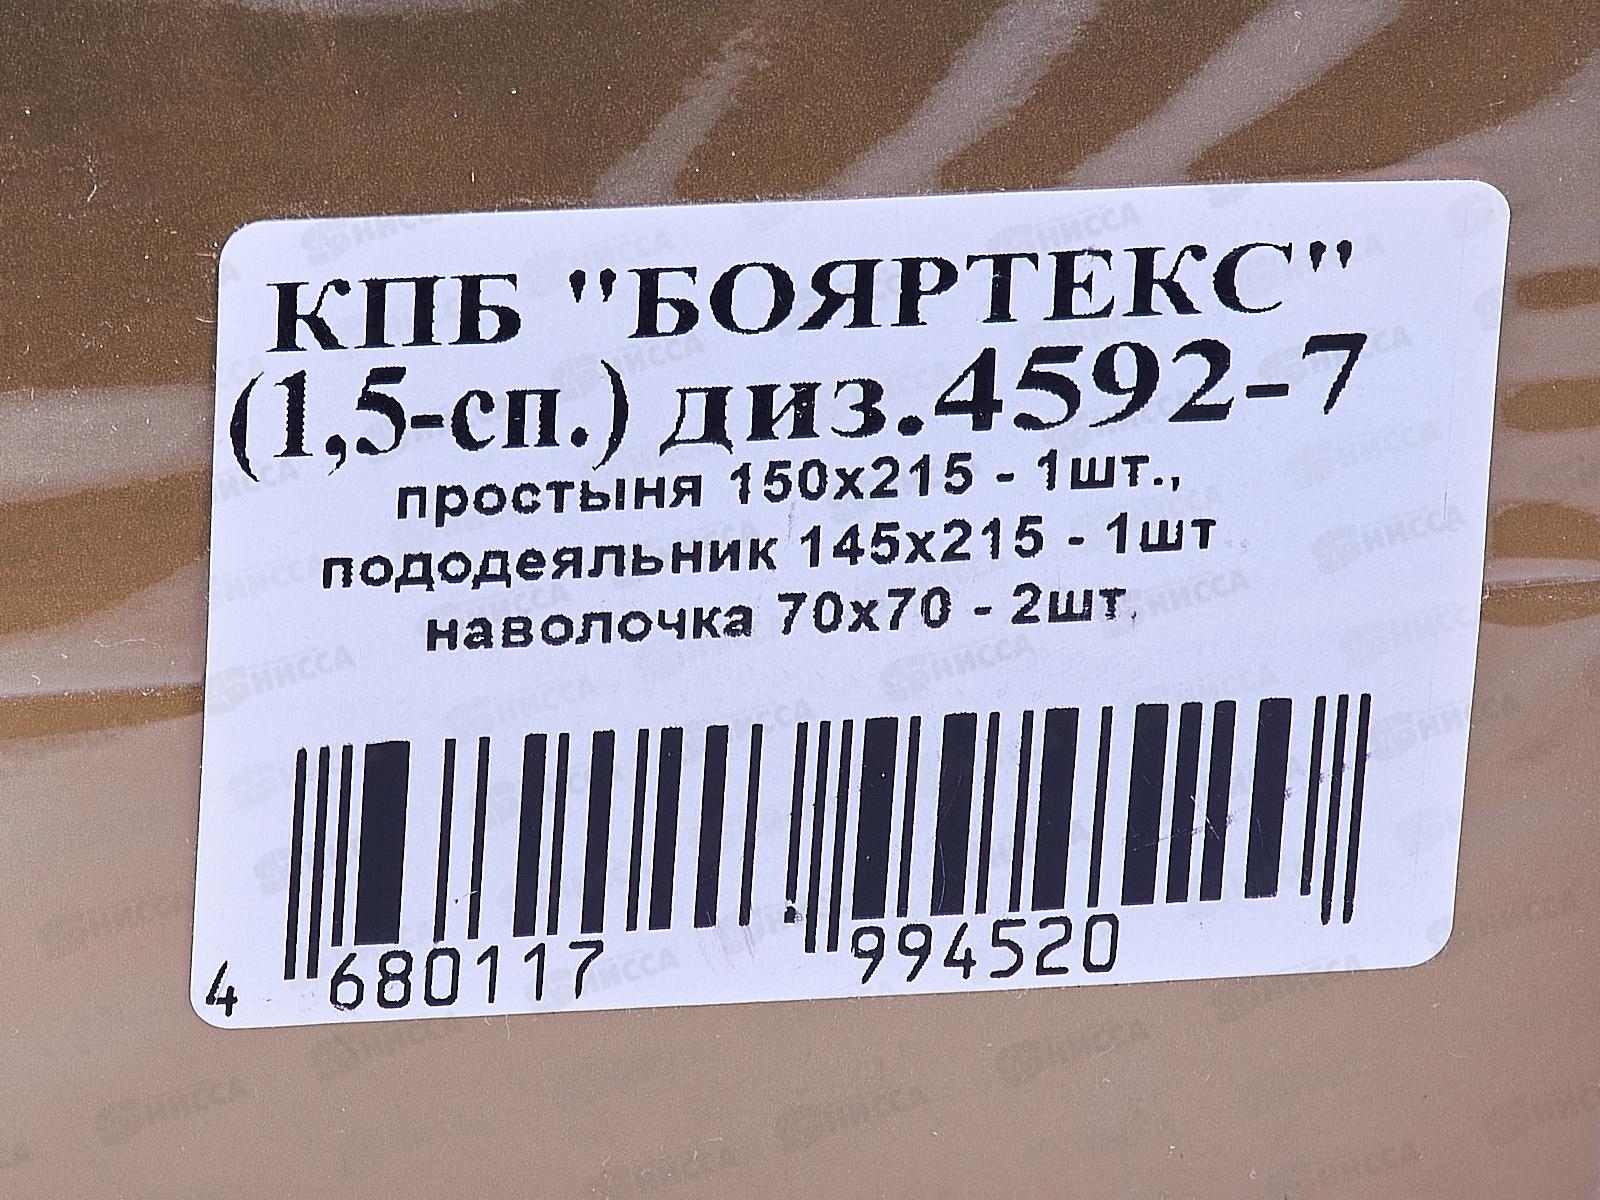 КПБ "БОЯРТЕКС"
(1,5-сп.) диз.4592-7
простыня 150х215 - 1шт.,
пододеяльник 145х215 - 1шт
наволочка 70х70 - 2шт.
4 680117 994520